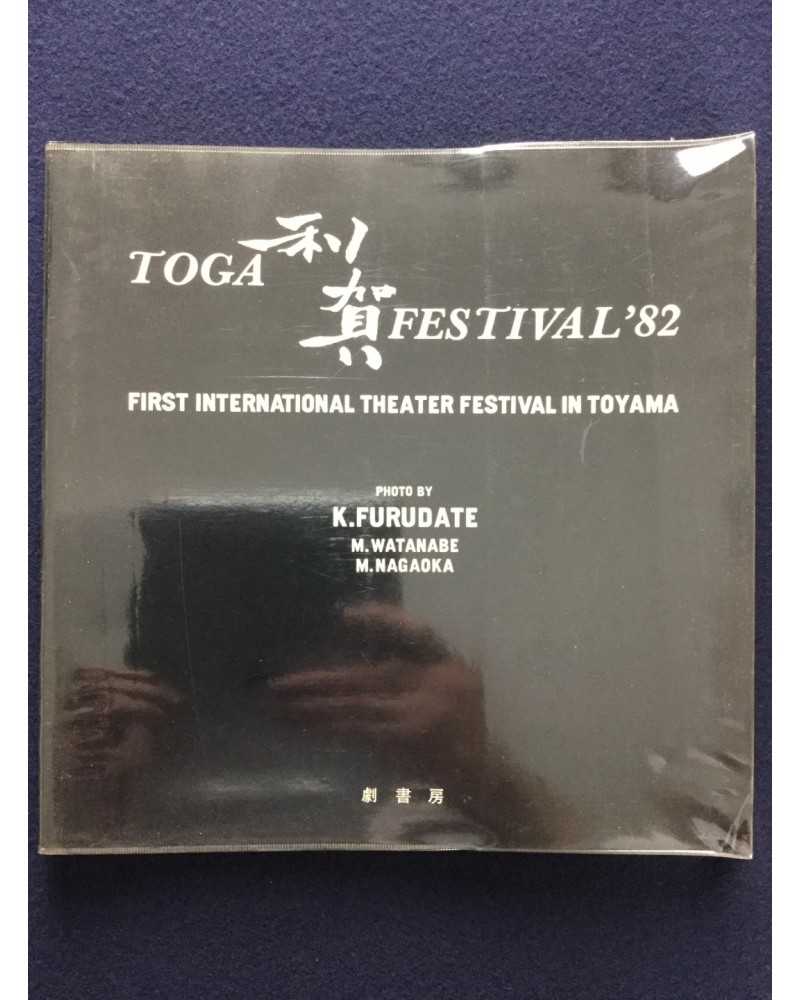 TOGA 利賀 FESTIVAL'82
FIRST INTERNATIONAL THEATER FESTIVAL IN TOYAMA
PHOTO BY
K.FURUDATE
M.WATANABE
M.NAGAOKA
劇書房